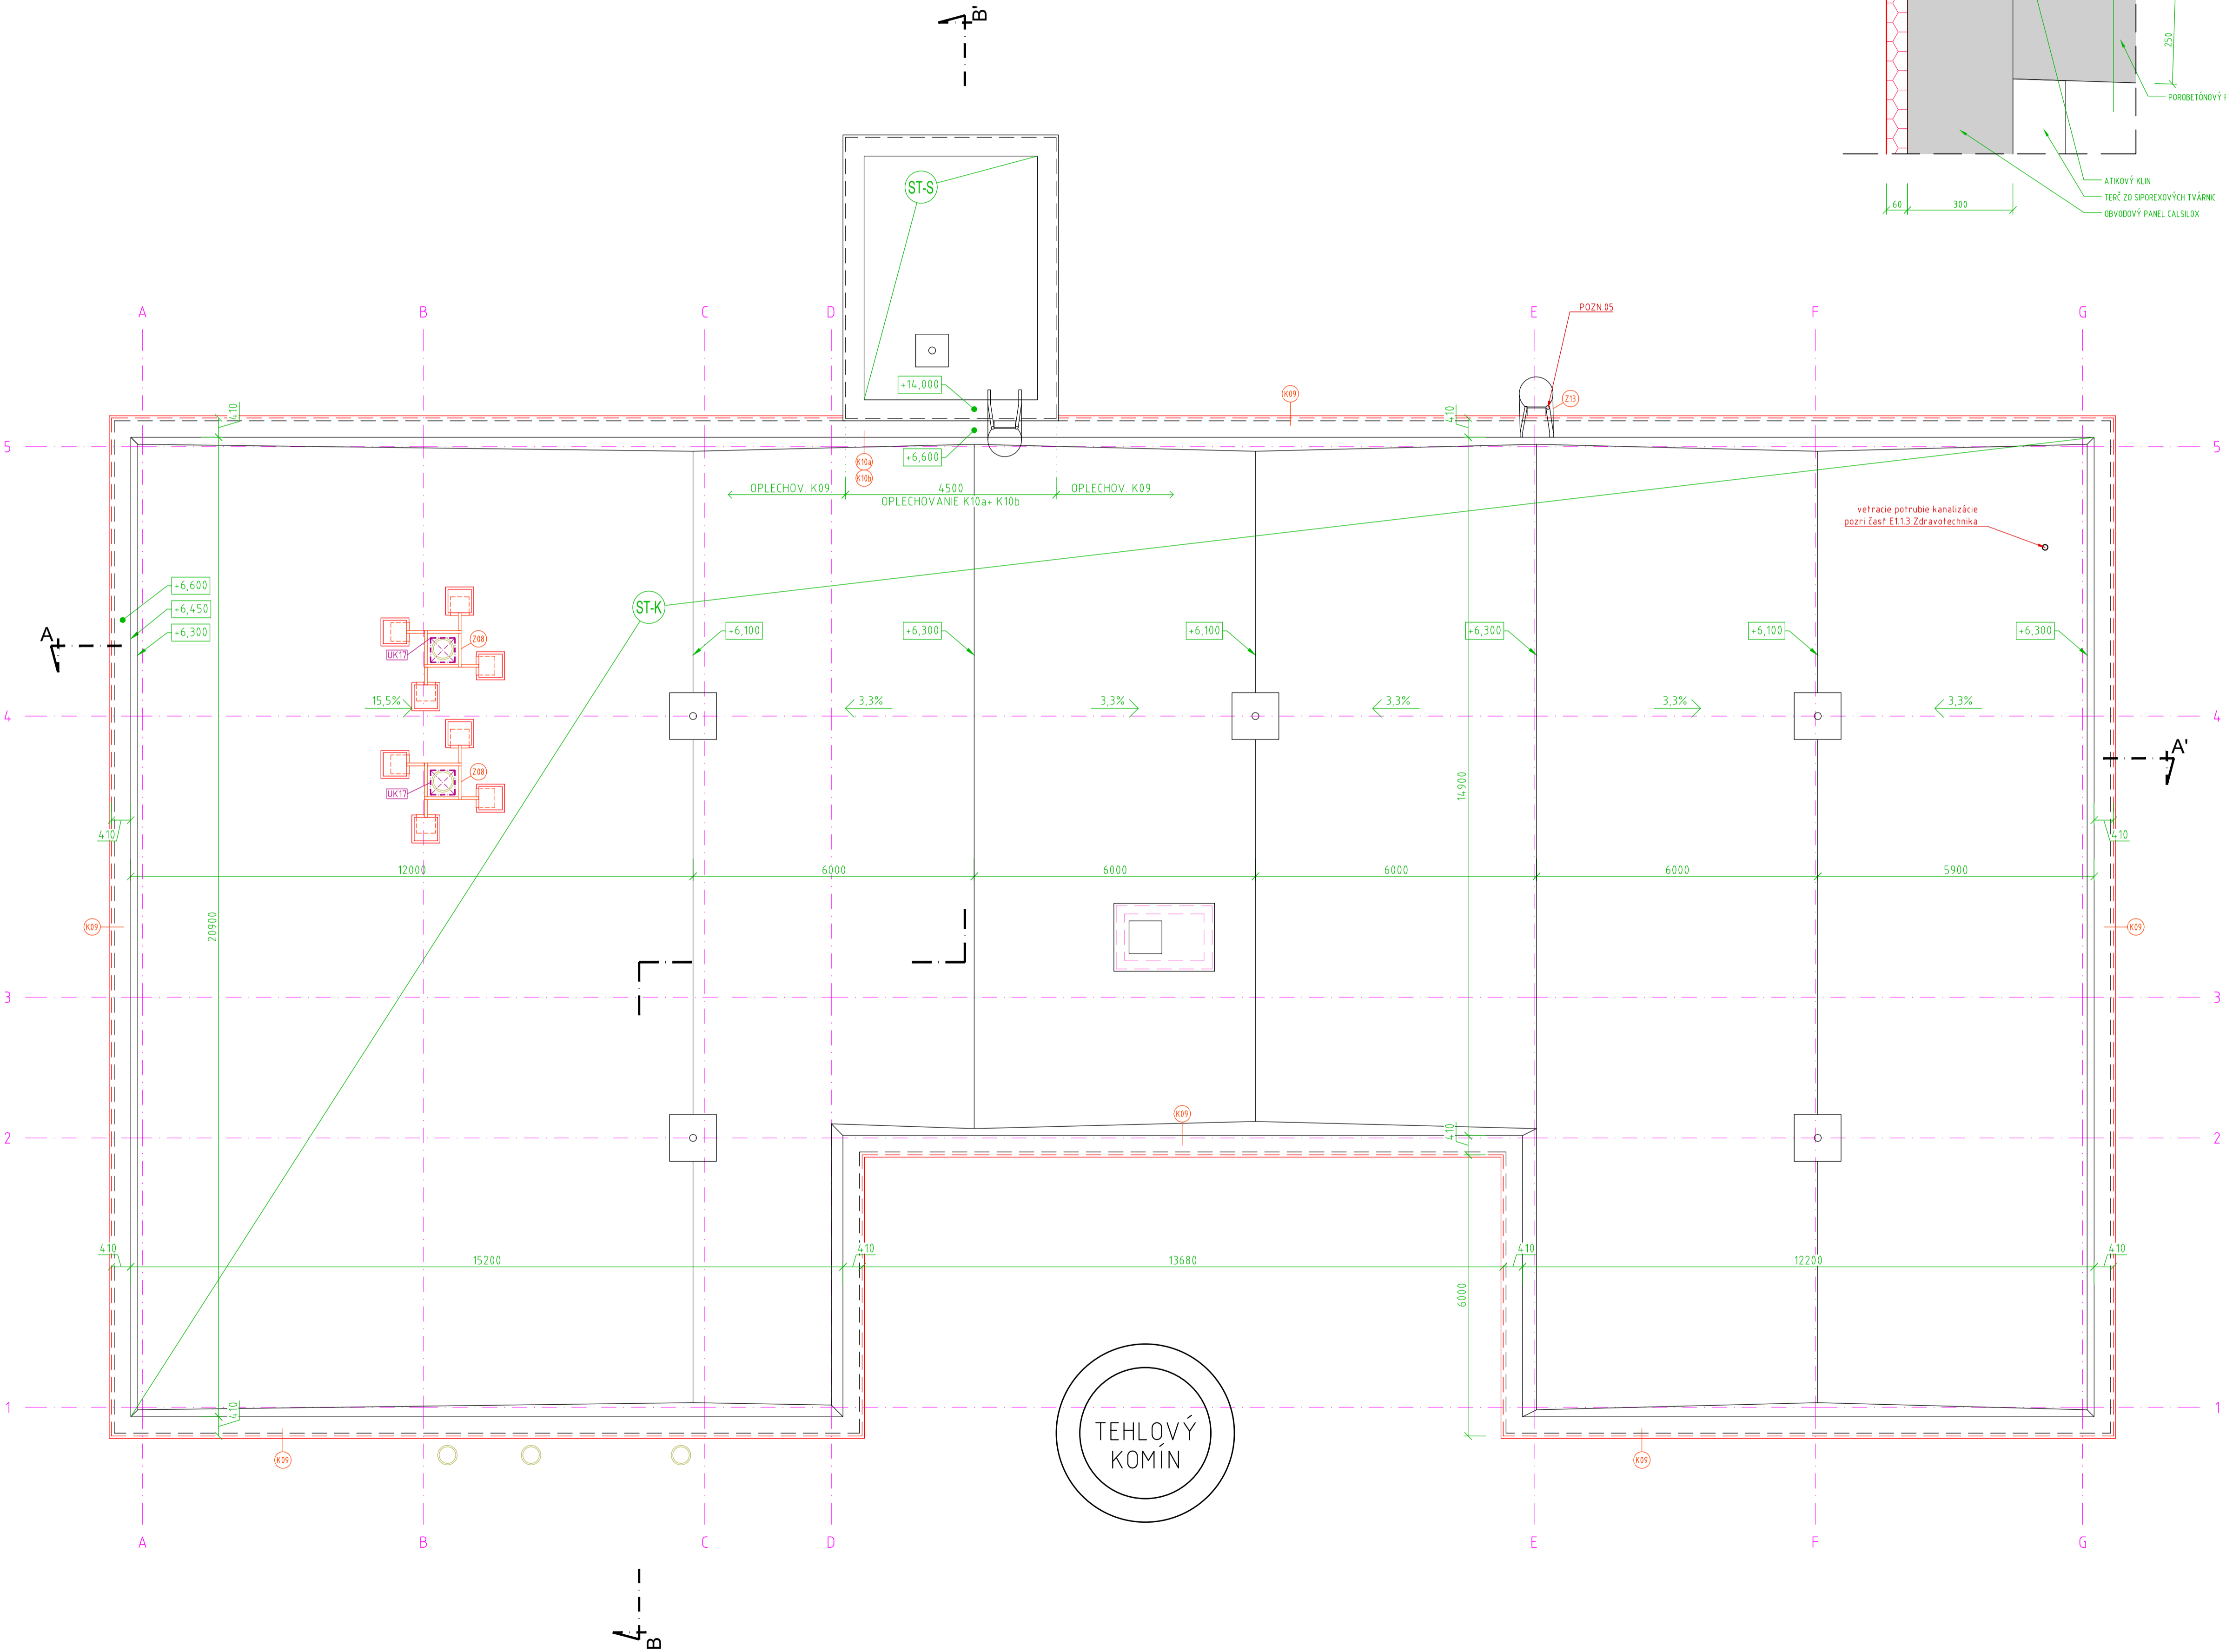 B'
250
POROBETÓNOVÝ
ATIKOVÝ KLIN
TERČ ZO SIPOREXOVÝCH TVÁRNIC
OBVODOVÝ PANEL CALSILOX
60
300
ST-S
A
B
C
D
E
F
G
POZN.05
+14,000
K09
Z13
410
410
5
5
+6,600
K10a
K10b
OPLECHOV. K09
4500
OPLECHOV. K09
OPLECHOVANIE K10a+ K10b
vetracie potrubie kanalizácie
pozri časť E1.1.3 Zdravotechnika
+6,600
+6,450
+6,300
ST-K
+6,100
+6,300
+6,100
+6,300
+6,100
+6,300
A
Z08
UK17
15,5%
3,3%
3,3%
3,3%
3,3%
3,3%
4
4
A'
Z08
UK17
14900
410
410
12000
6000
6000
6000
6000
5900
20900
K09
K09
3
3
K09
410
2
2
410
15200
410
13680
410
12200
410
6000
410
1
1
TEHLOVÝ
KOMÍN
K09
K09
A
B
C
D
E
F
G
B